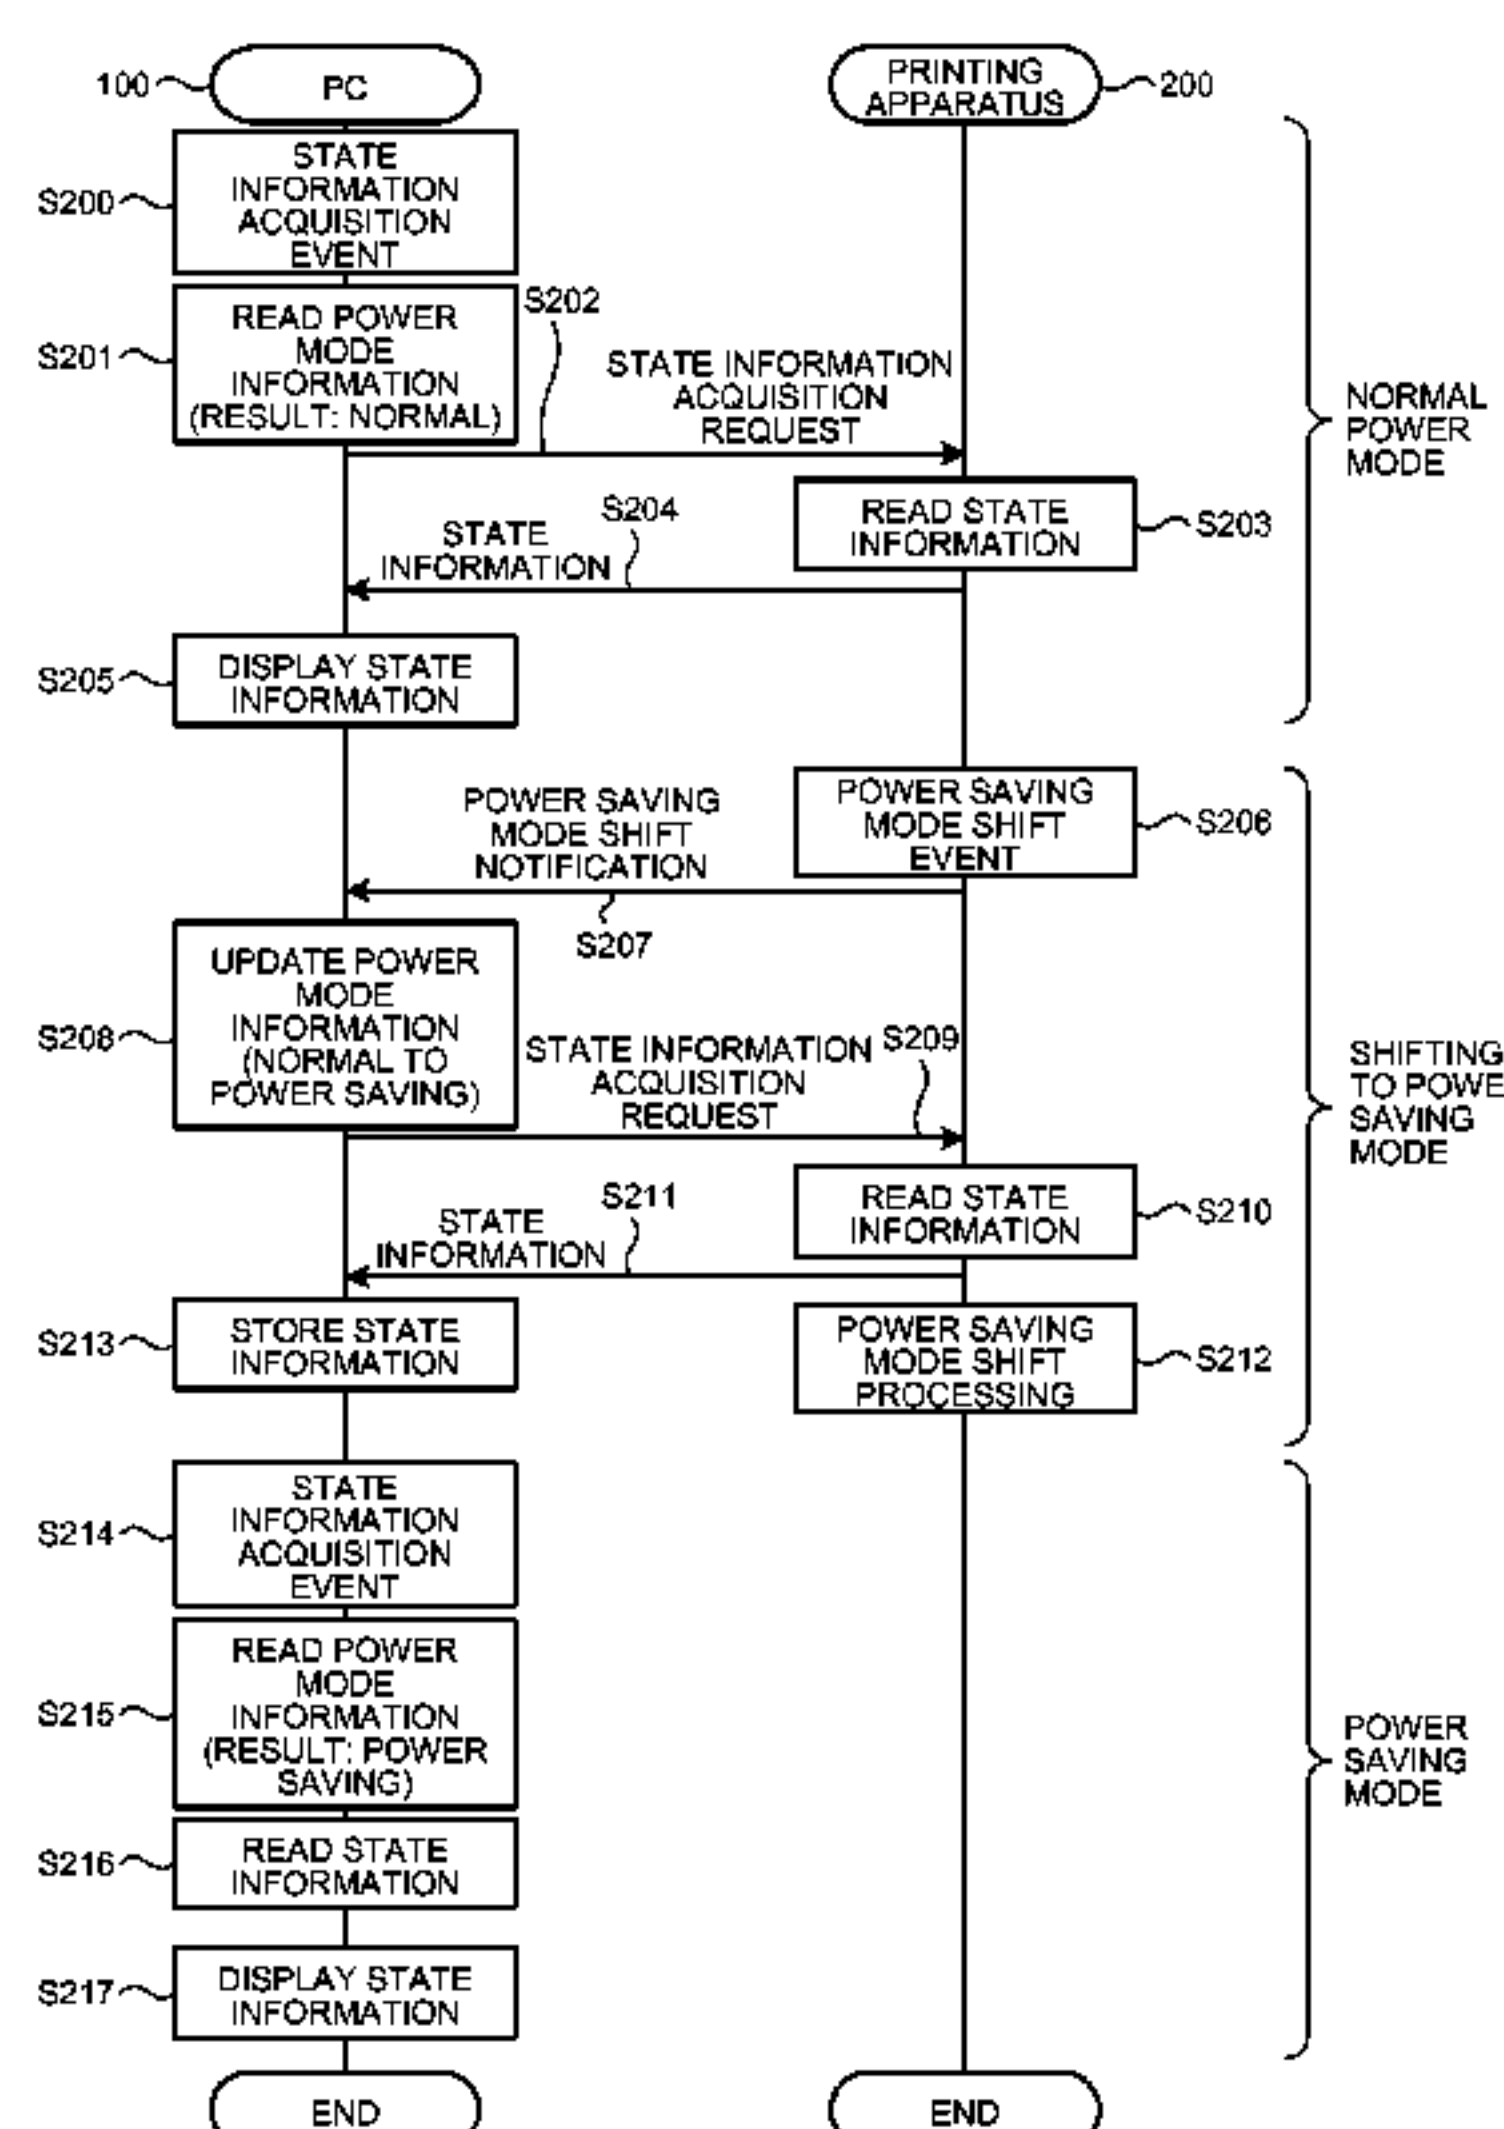 100
PC
PRINTING
APPARATUS
200
S200
STATE
INFORMATION
ACQUISITION
EVENT
S201
READ POWER
MODE
INFORMATION
(RESULT: NORMAL)
S202
STATE INFORMATION
ACQUISITION
REQUEST
NORMAL
POWER
MODE
READ STATE
INFORMATION
S203
S204
STATE
INFORMATION
S205
DISPLAY STATE
INFORMATION
POWER SAVING
MODE SHIFT
EVENT
S206
POWER SAVING
MODE SHIFT
NOTIFICATION
S207
S208
UPDATE POWER
MODE
INFORMATION
(NORMAL TO
POWER SAVING)
STATE INFORMATION
ACQUISITION
REQUEST
S209
SHIFTING
TO POWE
SAVING
MODE
READ STATE
INFORMATION
S210
S211
STATE
INFORMATION
S213
STORE STATE
INFORMATION
POWER SAVING
MODE SHIFT
PROCESSING
S212
S214
STATE
INFORMATION
ACQUISITION
EVENT
S215
READ POWER
MODE
INFORMATION
(RESULT: POWER
SAVING)
POWER
SAVING
MODE
S216
READ STATE
INFORMATION
S217
DISPLAY STATE
INFORMATION
END
END